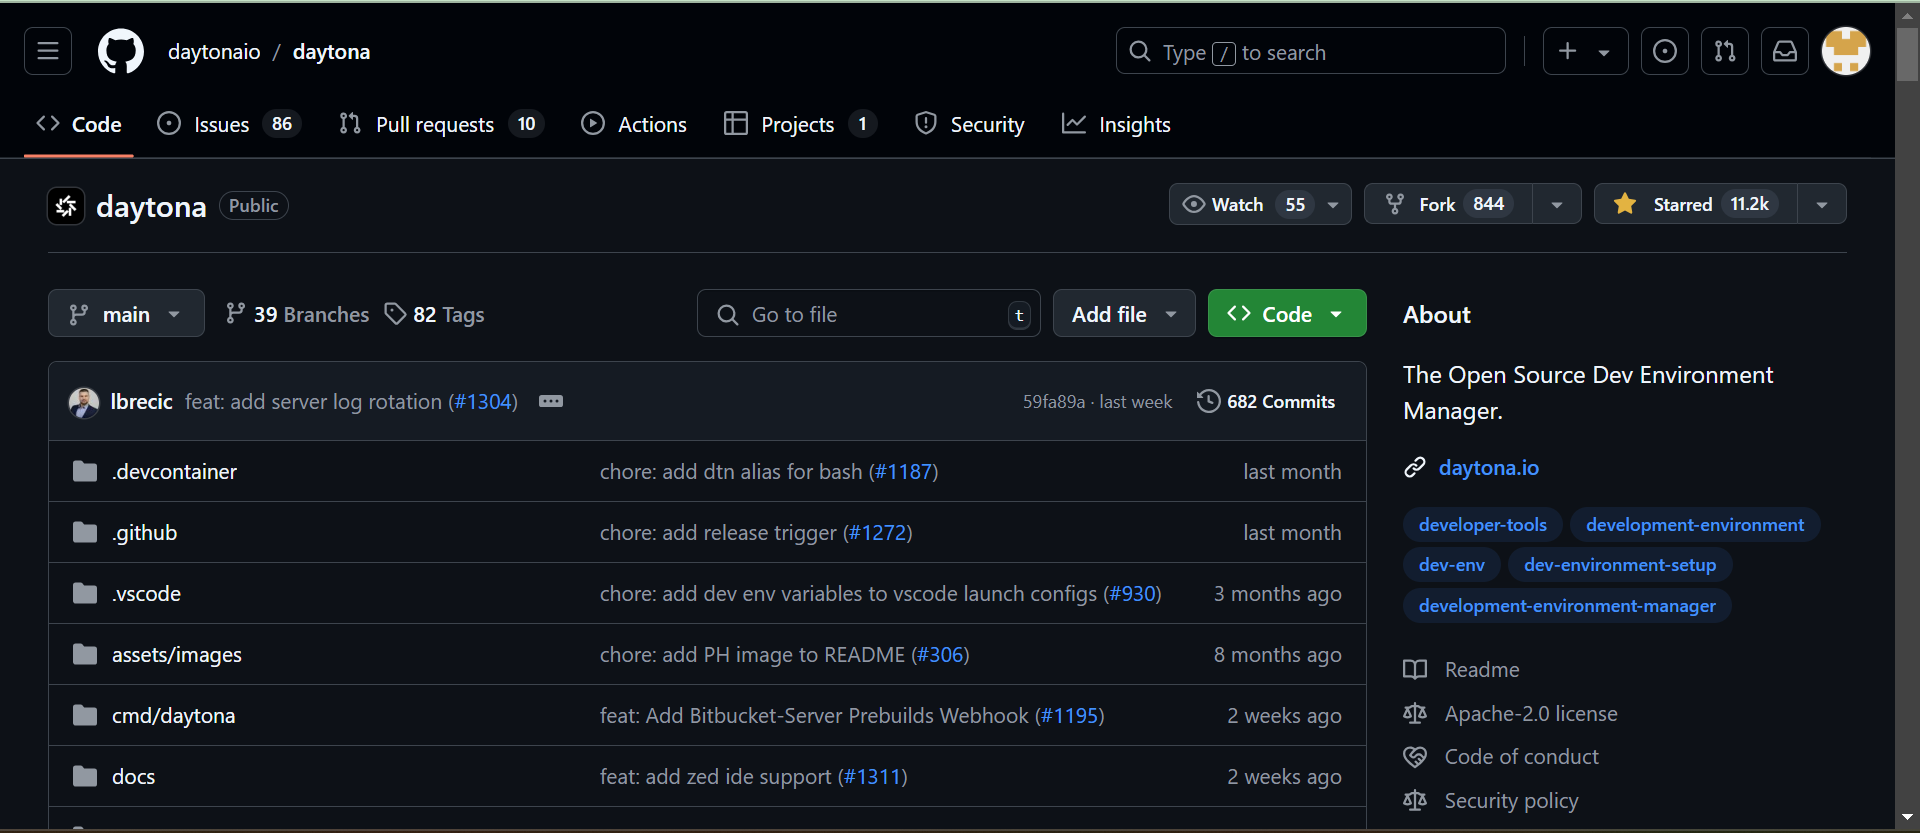 daytonaio / daytona
Type / to search
Code
Issues 86
Pull requests 10
Actions
Projects 1
Security
Insights
daytona Public
Watch 55
Fork 844
Starred 11.2k
main
39 Branches
82 Tags
Go to file t
Add file
Code
lbrecic feat: add server log rotation (#1304)
59fa89a · last week
682 Commits
.devcontainer chore: add dtn alias for bash (#1187) last month
.github chore: add release trigger (#1272) last month
.vscode chore: add dev env variables to vscode launch configs (#930) 3 months ago
assets/images chore: add PH image to README (#306) 8 months ago
cmd/daytona feat: Add Bitbucket-Server Prebuilds Webhook (#1195) 2 weeks ago
docs feat: add zed ide support (#1311) 2 weeks ago
About
The Open Source Dev Environment
Manager.
daytona.io
developer-tools development-environment
dev-env dev-environment-setup
development-environment-manager
Readme
Apache-2.0 license
Code of conduct
Security policy